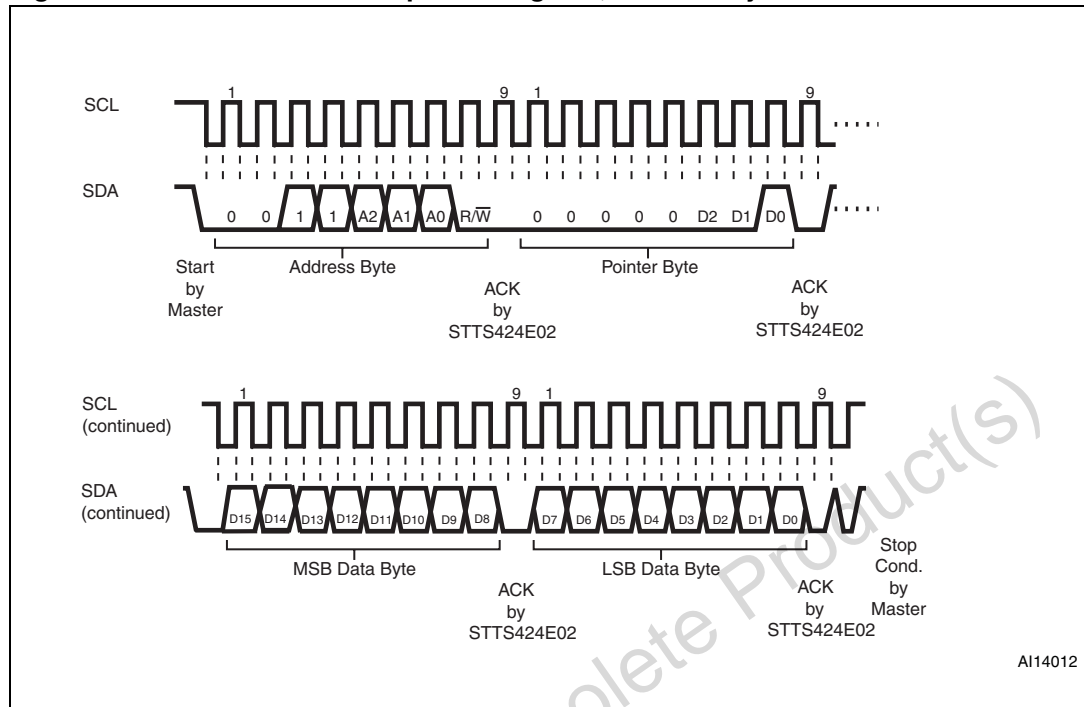 1 9 1 9
SCL
SDA
0 0 1 1 A2 A1 A0 R/W 0 0 0 0 0 D2 D1 D0
Address Byte Pointer Byte
Start
by
Master
ACK
by
STTS424E02
ACK
by
STTS424E02
1 9 1 9
SCL
(continued)
SDA
(continued)
D15 D14 D13 D12 D11 D10 D9 D8 D7 D6 D5 D4 D3 D2 D1 D0
MSB Data Byte LSB Data Byte
ACK
by
STTS424E02
ACK
by
STTS424E02
Stop
Cond.
by
Master
AI14012
Product(s)